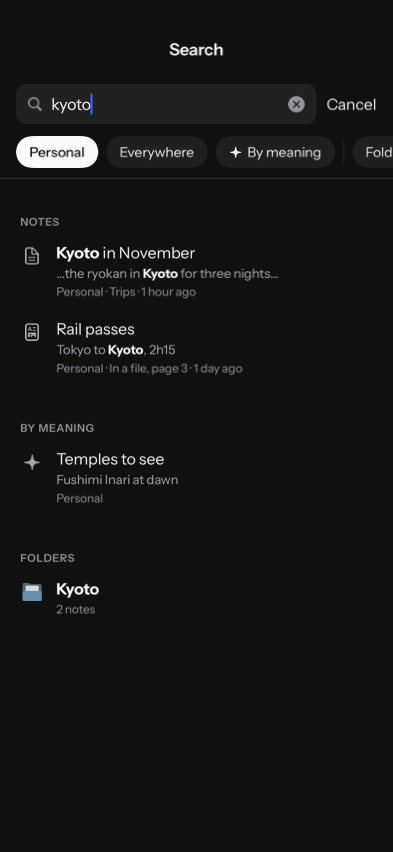 Search
kyoto
Cancel
Personal
Everywhere
By meaning
Fold
NOTES
Kyoto in November
...the ryokan in Kyoto for three nights...
Personal · Trips · 1 hour ago
Rail passes
Tokyo to Kyoto, 2h15
Personal · In a file, page 3 · 1 day ago
BY MEANING
Temples to see
Fushimi Inari at dawn
Personal
FOLDERS
Kyoto
2 notes